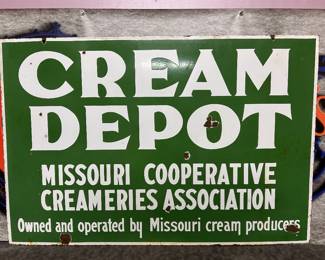 CREAM
DEPOT
MISSOURI COOPERATIVE
CREAMERIES ASSOCIATION
Owned and operated by Missouri cream producers